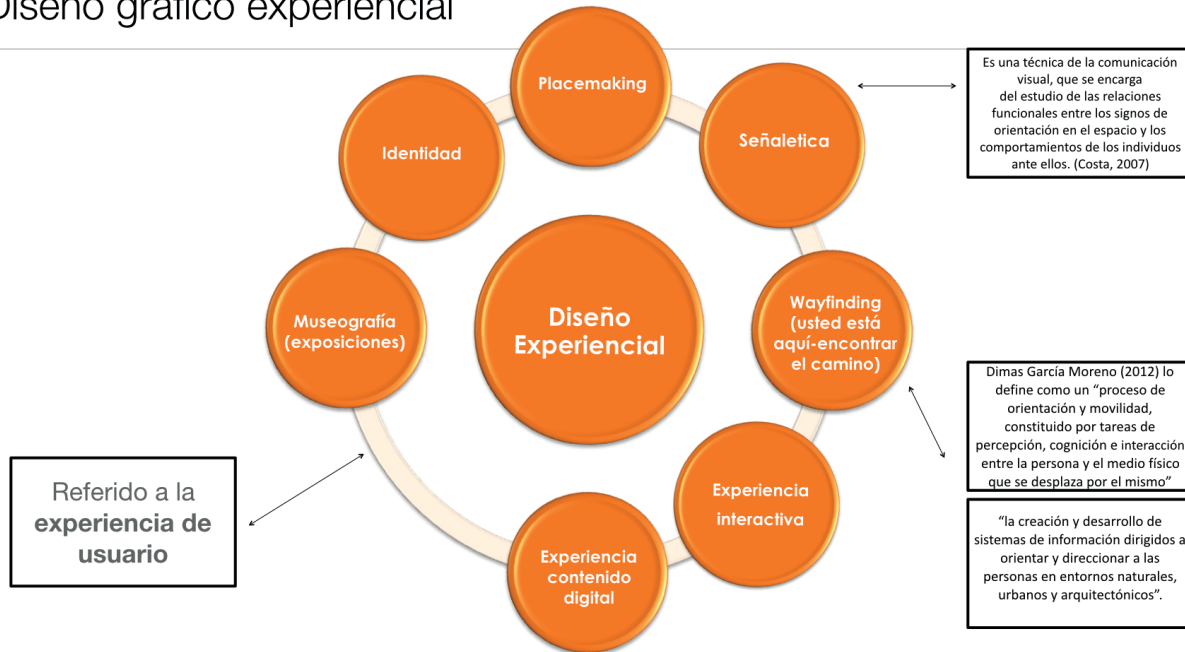 Diseño gráfico experiencial
Placemaking
Identidad
Señaletica
Es una técnica de la comunicación
visual, que se encarga
del estudio de las relaciones
funcionales entre los signos de
orientación en el espacio y los
comportamientos de los individuos
ante ellos. (Costa, 2007)
Museografía
(exposiciones)
Diseño
Experiencial
Wayfinding
(usted está
aquí-encontrar
el camino)
Dimas García Moreno (2012) lo
define como un “proceso de
orientación y movilidad,
constituido por tareas de
percepción, cognición e interacción
entre la persona y el medio físico
que se desplaza por el mismo”
Referido a la
experiencia de
usuario
Experiencia
interactiva
Experiencia
contenido
digital
“la creación y desarrollo de
sistemas de información dirigidos a
orientar y direccionar a las
personas en entornos naturales,
urbanos y arquitectónicos”.